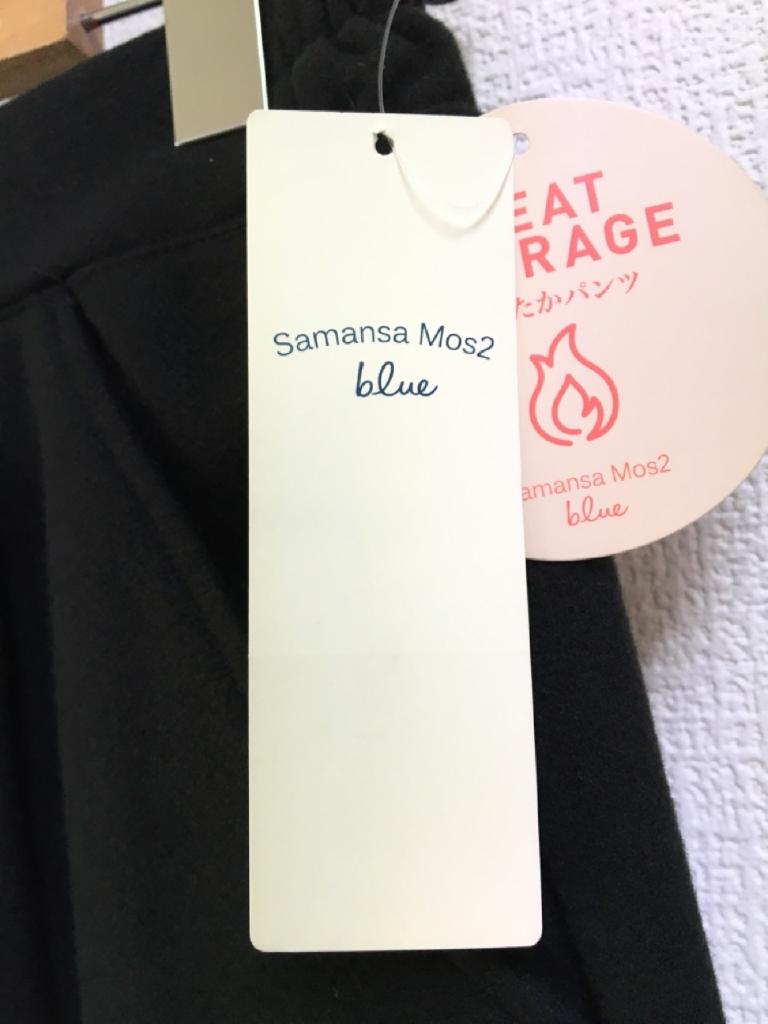 Samansa Mos2
blue
EAT
RAGE
たかパンツ
amansa Mos2
blue